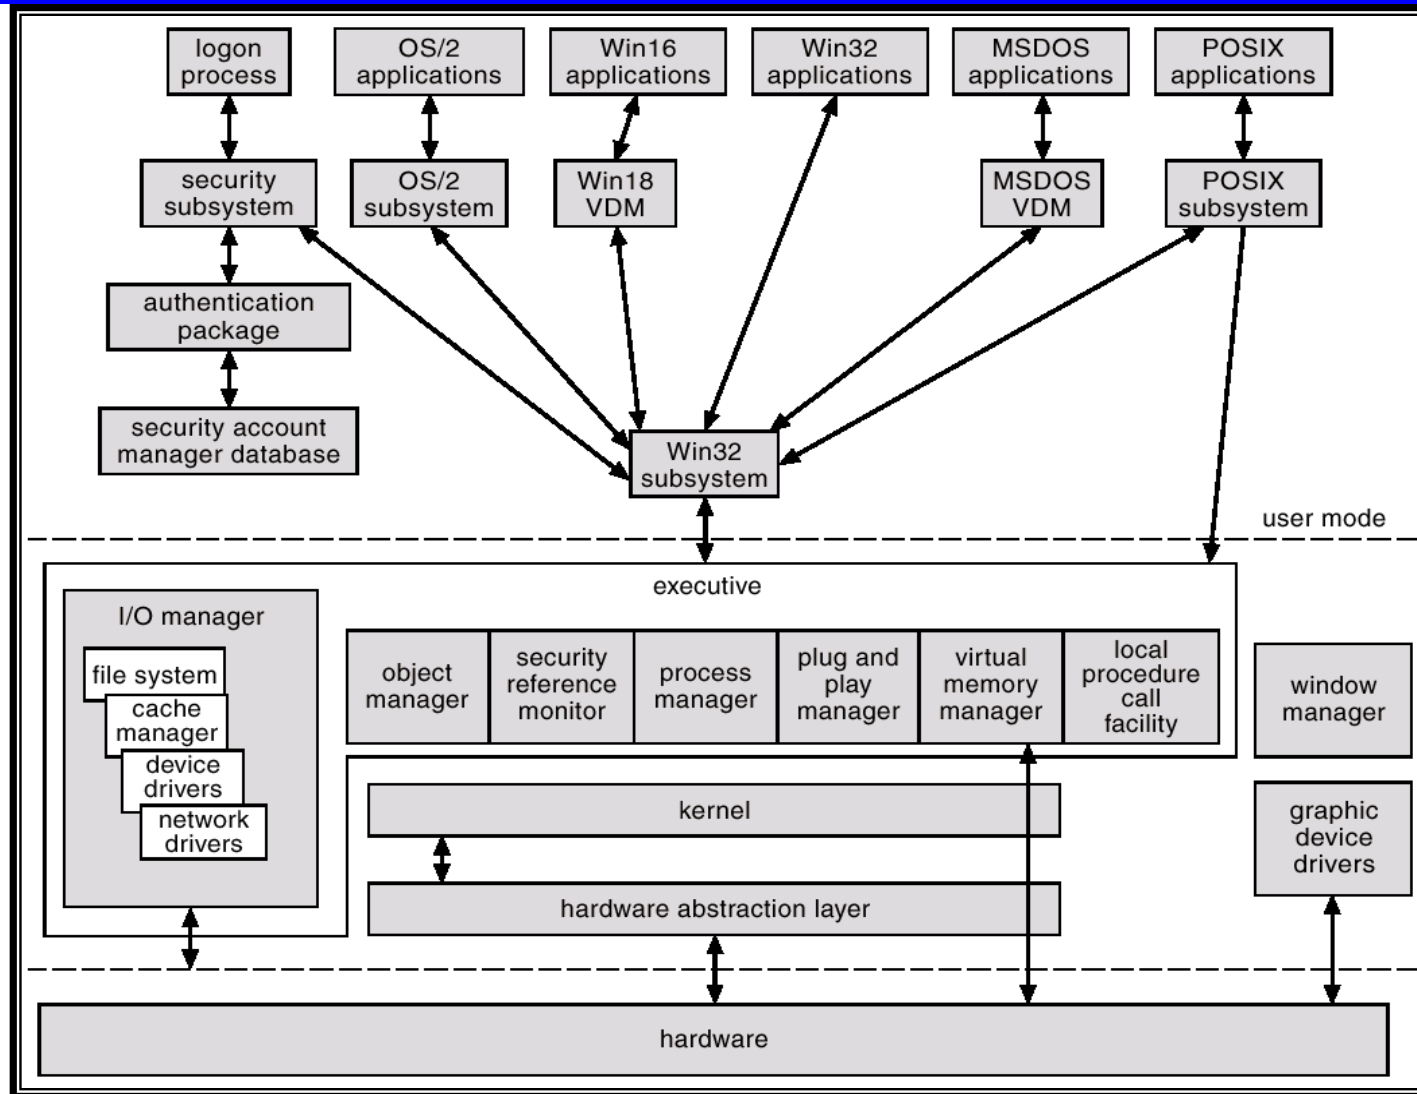 logon
process
OS/2
applications
Win16
applications
Win32
applications
MSDOS
applications
POSIX
applications
security
subsystem
OS/2
subsystem
Win18
VDM
MSDOS
VDM
POSIX
subsystem
authentication
package
security account
manager database
Win32
subsystem
user mode
executive
I/O manager
file system
cache
manager
device
drivers
network
drivers
object
manager
security
reference
monitor
process
manager
plug and
play
manager
virtual
memory
manager
local
procedure
call
facility
window
manager
kernel
graphic
device
drivers
hardware abstraction layer
hardware